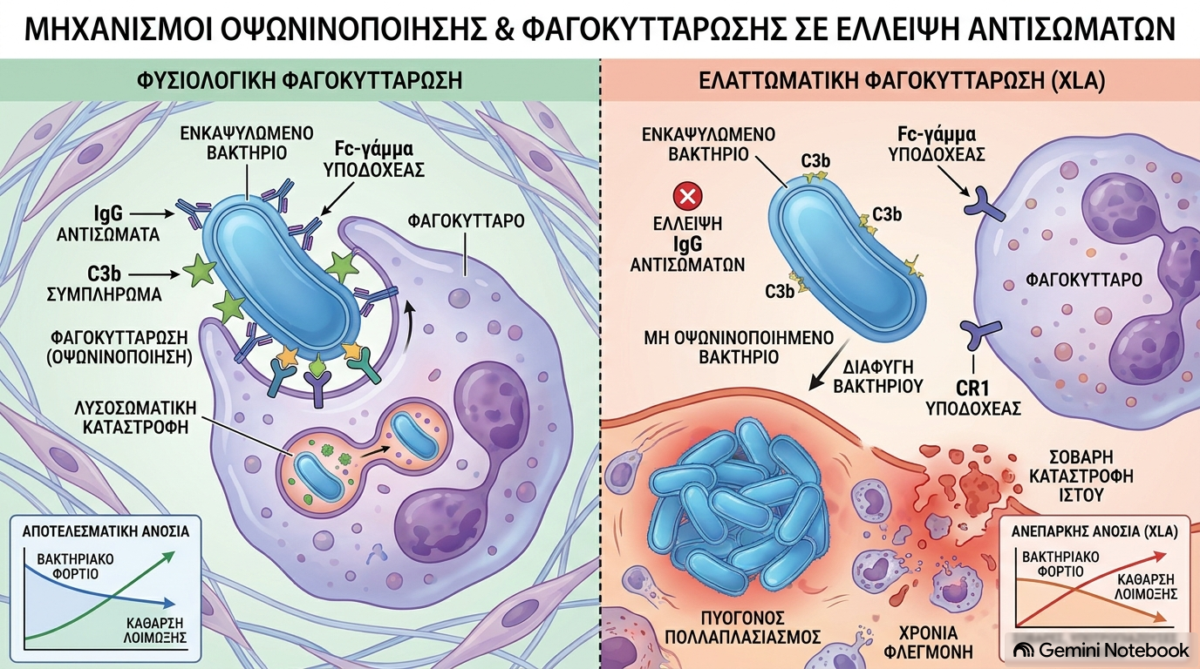 ΜΗΧΑΝΙΣΜΟΙ ΟΨΩΝΙΝΟΠΟΙΗΣΗΣ & ΦΑΓΟΚΥΤΤΑΡΩΣΗΣ ΣΕ ΕΛΛΕΙΨΗ ΑΝΤΙΣΩΜΑΤΩΝ
ΦΥΣΙΟΛΟΓΙΚΗ ΦΑΓΟΚΥΤΤΑΡΩΣΗ
ΕΝΚΑΨΥΛΩΜΕΝΟ
ΒΑΚΤΗΡΙΟ
Fc-γάμμα
ΥΠΟΔΟΧΕΑΣ
IgG
ΑΝΤΙΣΩΜΑΤΑ
ΦΑΓΟΚΥΤΤΑΡΟ
C3b
ΣΥΜΠΛΗΡΩΜΑ
ΦΑΓΟΚΥΤΤΑΡΩΣΗ
(ΟΨΩΝΙΝΟΠΟΙΗΣΗ)
ΛΥΣΟΣΩΜΑΤΙΚΗ
ΚΑΤΑΣΤΡΟΦΗ
ΑΠΟΤΕΛΕΣΜΑΤΙΚΗ ΑΝΟΣΙΑ
ΒΑΚΤΗΡΙΑΚΟ
ΦΟΡΤΙΟ
ΚΑΘΑΡΣΗ
ΛΟΙΜΩΞΗΣ
ΕΛΑΤΤΩΜΑΤΙΚΗ ΦΑΓΟΚΥΤΤΑΡΩΣΗ (XLA)
ΕΝΚΑΨΥΛΩΜΕΝΟ
ΒΑΚΤΗΡΙΟ
C3b
Fc-γάμμα
ΥΠΟΔΟΧΕΑΣ
ΕΛΛΕΙΨΗ
IgG
ΑΝΤΙΣΩΜΑΤΩΝ
C3b
C3b
ΦΑΓΟΚΥΤΤΑΡΟ
ΜΗ ΟΨΩΝΙΝΟΠΟΙΗΜΕΝΟ
ΒΑΚΤΗΡΙΟ
ΔΙΑΦΥΓΗ
ΒΑΚΤΗΡΙΟΥ
CR1
ΥΠΟΔΟΧΕΑΣ
ΣΟΒΑΡΗ
ΚΑΤΑΣΤΡΟΦΗ
ΙΣΤΟΥ
ΠΥΟΓΟΝΟΣ
ΠΟΛΛΑΠΛΑΣΙΑΣΜΟΣ
ΧΡΟΝΙΑ
ΦΛΕΓΜΟΝΗ
ΑΝΕΠΑΡΚΗΣ ΑΝΟΣΙΑ (XLA)
ΒΑΚΤΗΡΙΑΚΟ
ΦΟΡΤΙΟ
ΚΑΘΑΡΣΗ
ΛΟΙΜΩΞΗΣ
Gemini Notebook